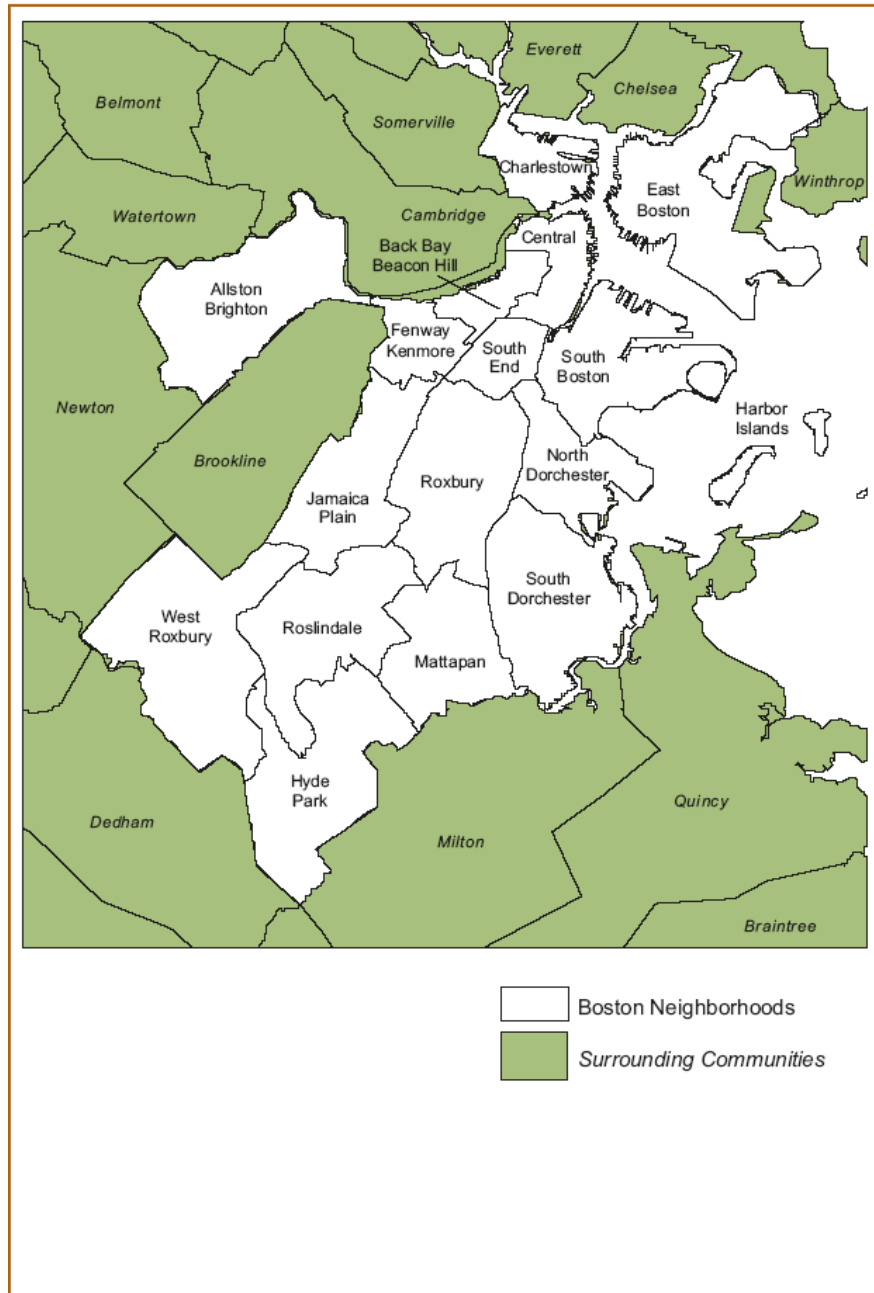 Everett
Belmont
Chelsea
Somerville
Charlestown
Winthrop
East
Boston
Watertown
Cambridge
Central
Back Bay
Beacon Hill
Allston
Brighton
Fenway
Kenmore
South
End
South
Boston
Newton
Harbor
Islands
Brookline
North
Dorchester
Roxbury
Jamaica
Plain
South
Dorchester
West
Roxbury
Roslindale
Mattapan
Hyde
Park
Quincy
Dedham
Milton
Braintree
Boston Neighborhoods
Surrounding Communities